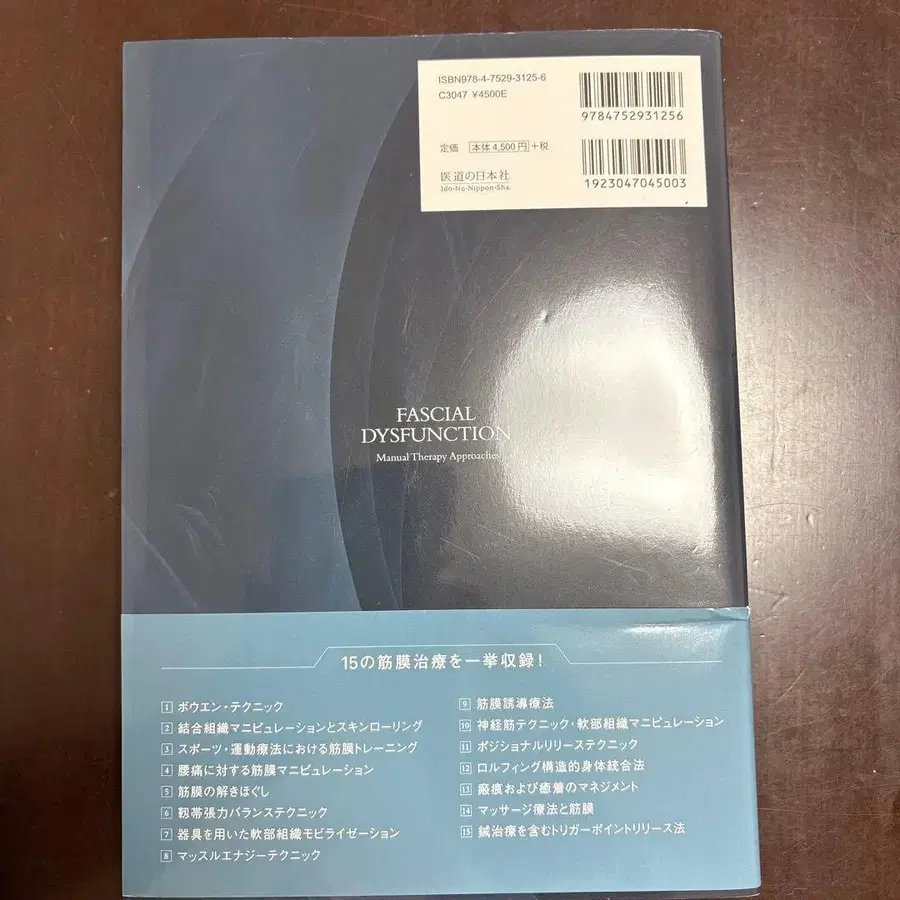 ISBN978-4-7529-3125-6
C3047 ¥4500E
9784752931256
定価 本体4,500円 +税
1923047045003
医道の日本社
Ido-No-Nippon-Sha.
FASCIAL
DYSFUNCTION
Manual Therapy Approaches
15の筋膜治療を一挙収録!
1 ボウエン・テクニック
2 結合組織マニピュレーションとスキンローリング
3 スポーツ・運動療法における筋膜トレーニング
4 腰痛に対する筋膜マニピュレーション
5 筋膜の解きほぐし
6 靱帯張力バランステクニック
7 器具を用いた軟部組織モビライゼーション
8 マッスルエナジーテクニック
9 筋膜誘導療法
10 神経筋テクニック・軟部組織マニピュレーション
11 ポジショナルリリーステクニック
12 ロルフィング構造的身体統合法
13 瘢痕および癒着のマネジメント
14 マッサージ療法と筋膜
15 鍼治療を含むトリガーポイントリリース法